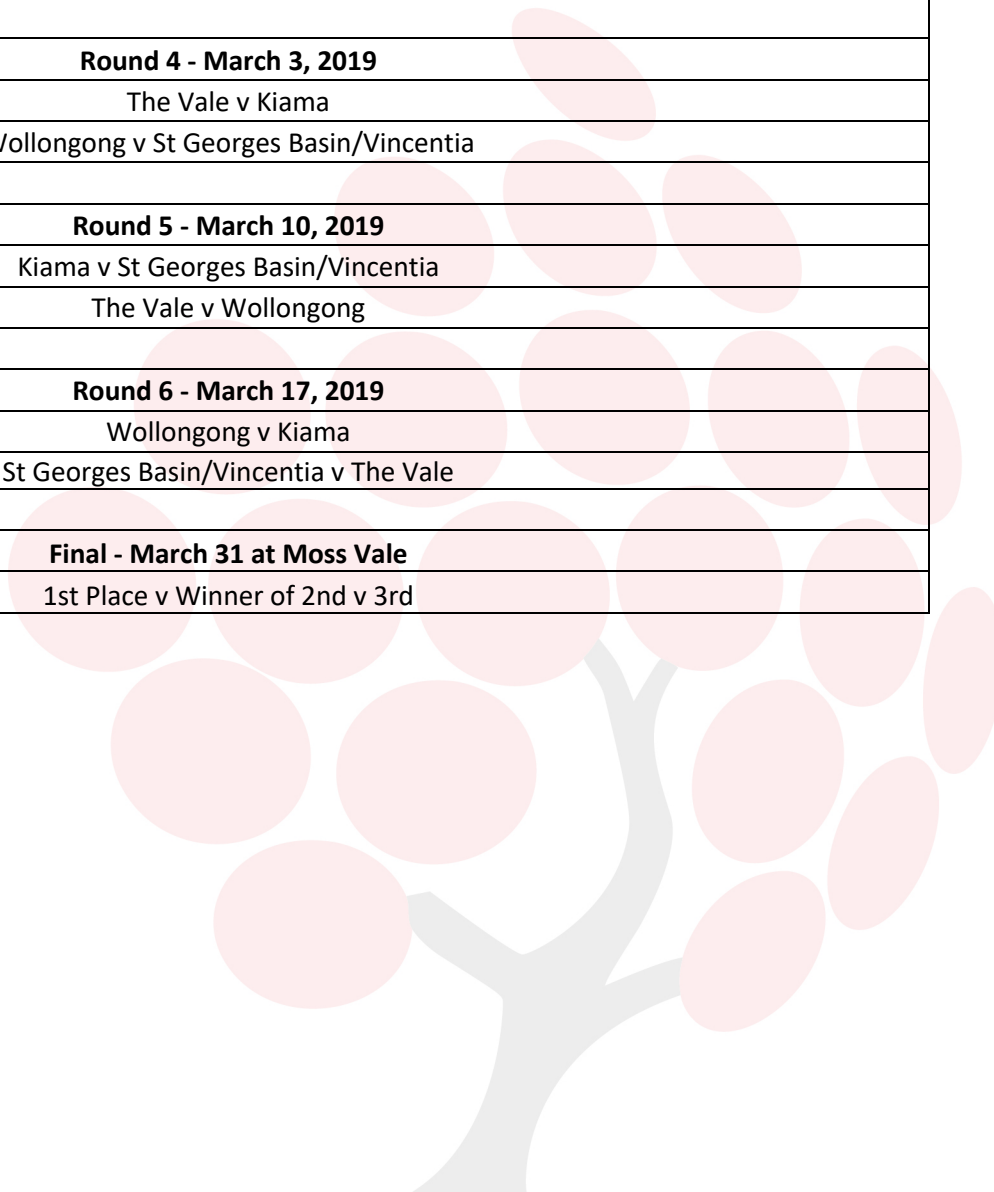 Round 4 - March 3, 2019
The Vale v Kiama
v St Georges Basin/Vincentia
Round 5 - March 10, 2019
Kiama v St Georges Basin/Vincentia
The Vale v Wollongong
Round 6 - March 17, 2019
Wollongong v Kiama
St Georges Basin/Vincentia v The Vale
Final - March 31 at Moss Vale
1st Place v Winner of 2nd v 3rd